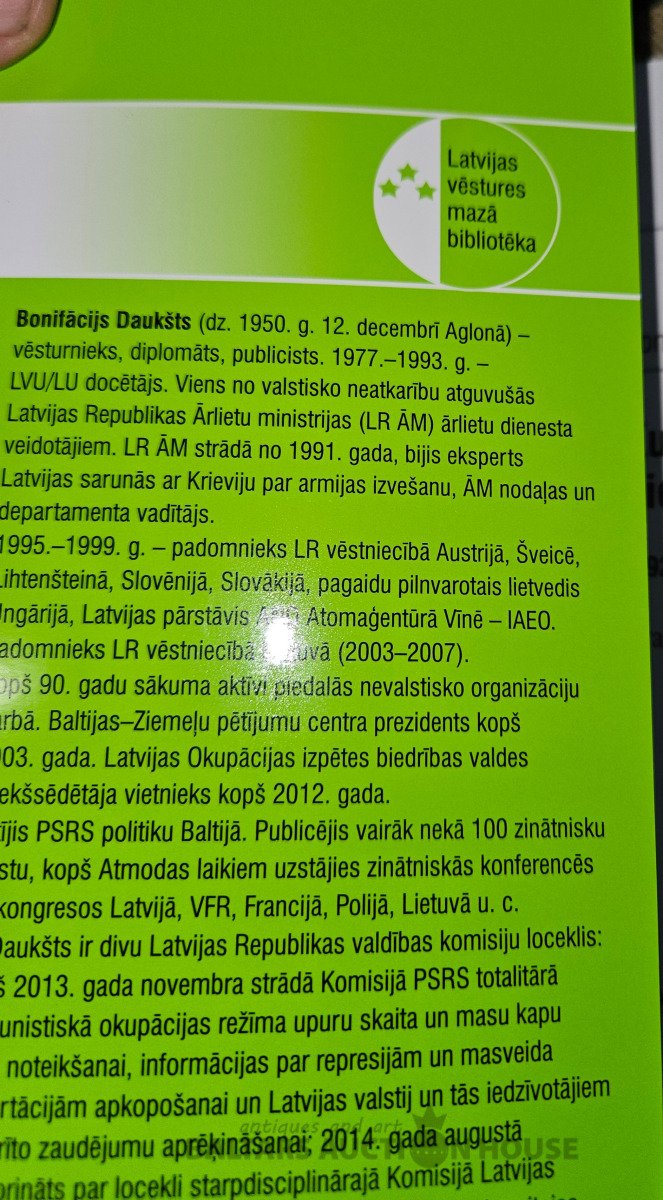 Latvijas
vēstures
mazā
bibliotēka
Bonifācijs Daukšts (dz. 1950. g. 12. decembrī Aglonā) –
vēsturnieks, diplomāts, publicists. 1977.–1993. g. –
LVU/LU docētājs. Viens no valstisko neatkarību atguvušās
Latvijas Republikas Ārlietu ministrijas (LR ĀM) ārlietu dienesta
veidotājiem. LR ĀM strādā no 1991. gada, bijis eksperts
Latvijas sarunās ar Krieviju par armijas izvešanu, ĀM nodaļas un
departamenta vadītājs.
1995.–1999. g. – padomnieks LR vēstniecībā Austrijā, Šveicē,
Lihtenšteinā, Slovēnijā, Slovākijā, pagaidu pilnvarotais lietvedis
Ungārijā, Latvijas pārstāvis Atomaģentūrā Vīnē – IAEO.
adomnieks LR vēstniecībā (2003–2007).
opš 90. gadu sākuma aktīvi piedalās nevalstisko organizāciju
arbā. Baltijas–Ziemeļu pētījumu centra prezidents kopš
003. gada. Latvijas Okupācijas izpētes biedrības valdes
ekšsēdētāja vietnieks kopš 2012. gada.
ījis PSRS politiku Baltijā. Publicējis vairāk nekā 100 zinātnisku
stu, kopš Atmodas laikiem uzstājies zinātniskās konferencēs
kongresos Latvijā, VFR, Francijā, Polijā, Lietuvā u. c.
Daukšts ir divu Latvijas Republikas valdības komisiju loceklis:
š 2013. gada novembra strādā Komisijā PSRS totalitārā
unistiskā okupācijas režīma upuru skaita un masu kapu
noteikšanai, informācijas par represijām un masveida
rtācijām apkopošanai un Latvijas valstij un tās iedzīvotājiem
rīto zaudējumu aprēķināšanai; 2014. gada augustā
orināts par locekli starpdisciplinārajā Komisijā Latvijas
antiques and art
BALTARS AUCTION HOUSE